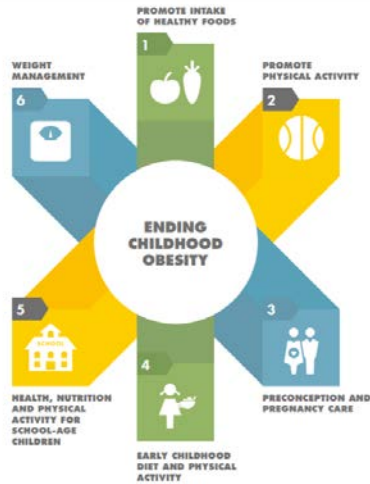 PROMOTE INTAKE
OF HEALTHY FOODS
1
WEIGHT
MANAGEMENT
6
PROMOTE
PHYSICAL ACTIVITY
2
ENDING
CHILDHOOD
OBESITY
5
SCHOOL
HEALTH, NUTRITION
AND PHYSICAL
ACTIVITY FOR
SCHOOL-AGE
CHILDREN
4
EARLY CHILDHOOD
DIET AND PHYSICAL
ACTIVITY
3
PRECONCEPTION AND
PREGNANCY CARE